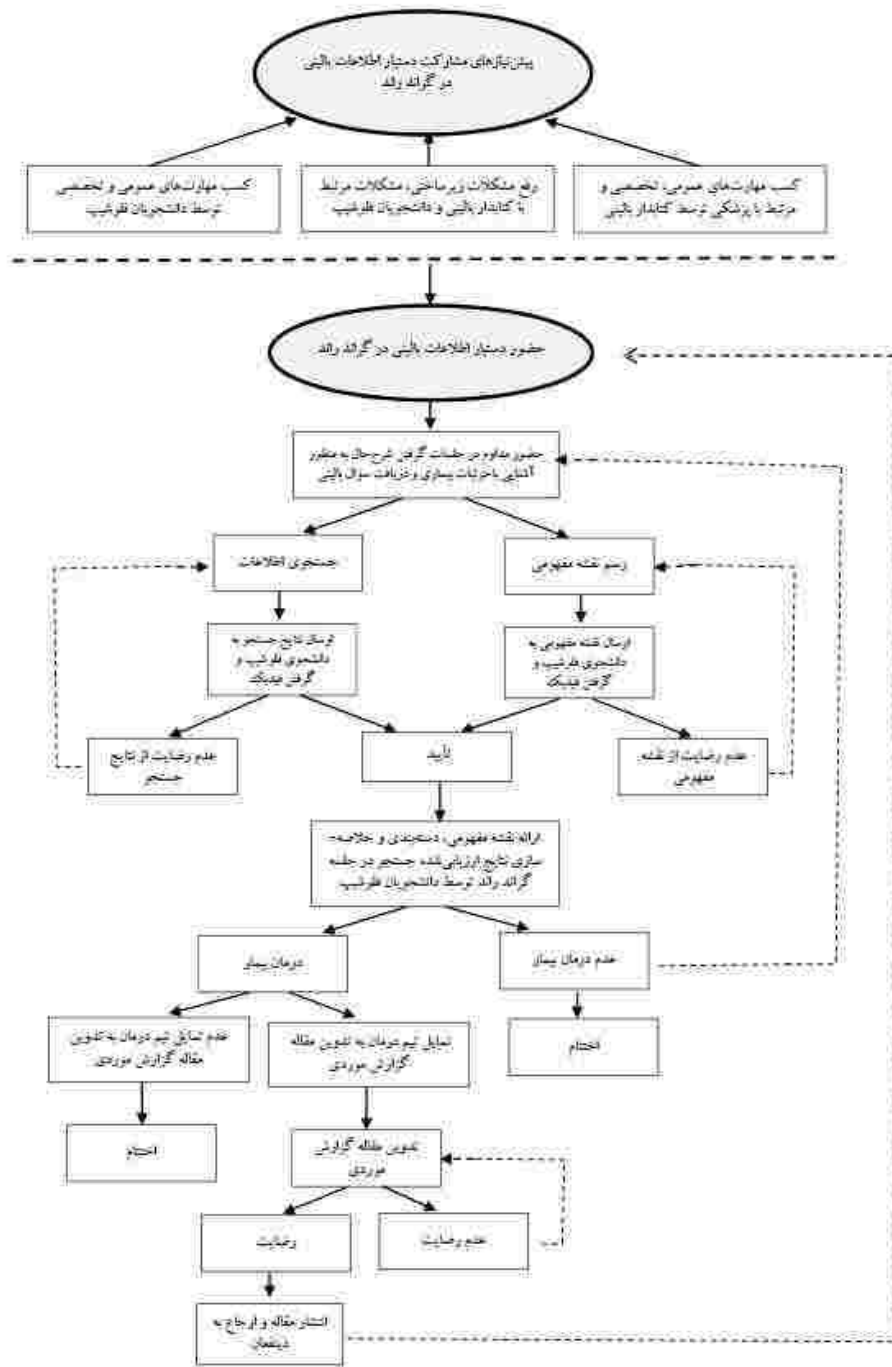 پیش‌نیازهای مشارکت دستیار اطلاعات بالینی
در گراند راند
کسب مهارت‌های عمومی، تخصصی و
مرتبط با پزشکی توسط کتابدار بالینی
رفع مشکلات زیرساختی، مشکلات مرتبط
با کتابدار بالینی و دانشجویان فلوشیپ
کسب مهارت‌های عمومی و تخصصی
توسط دانشجویان فلوشیپ
حضور دستیار اطلاعات بالینی در گراند راند
حضور مداوم در جلسات گرفتن شرح‌حال به منظور
آشنایی با جزئیات بیماری و دریافت سوال بالینی
رسم نقشه مفهومی
جستجوی اطلاعات
ارسال نقشه مفهومی به
دانشجوی فلوشیپ و
گرفتن فیدبک
ارسال نتایج جستجو به
دانشجوی فلوشیپ و
گرفتن فیدبک
عدم رضایت از نقشه
مفهومی
تأیید
عدم رضایت از نتایج
جستجو
ارائه نقشه مفهومی، دسته‌بندی و خلاصه-
سازی نتایج ارزیابی‌شده جستجو در جلسه
گراند راند توسط دانشجویان فلوشیپ
عدم درمان بیمار
درمان بیمار
اختتام
تمایل تیم درمان به تدوین مقاله
گزارش موردی
عدم تمایل تیم درمان به تدوین
مقاله گزارش موردی
اختتام
تدوین مقاله گزارش
موردی
عدم رضایت
رضایت
انتشار مقاله و ارجاع به
ذینفعان